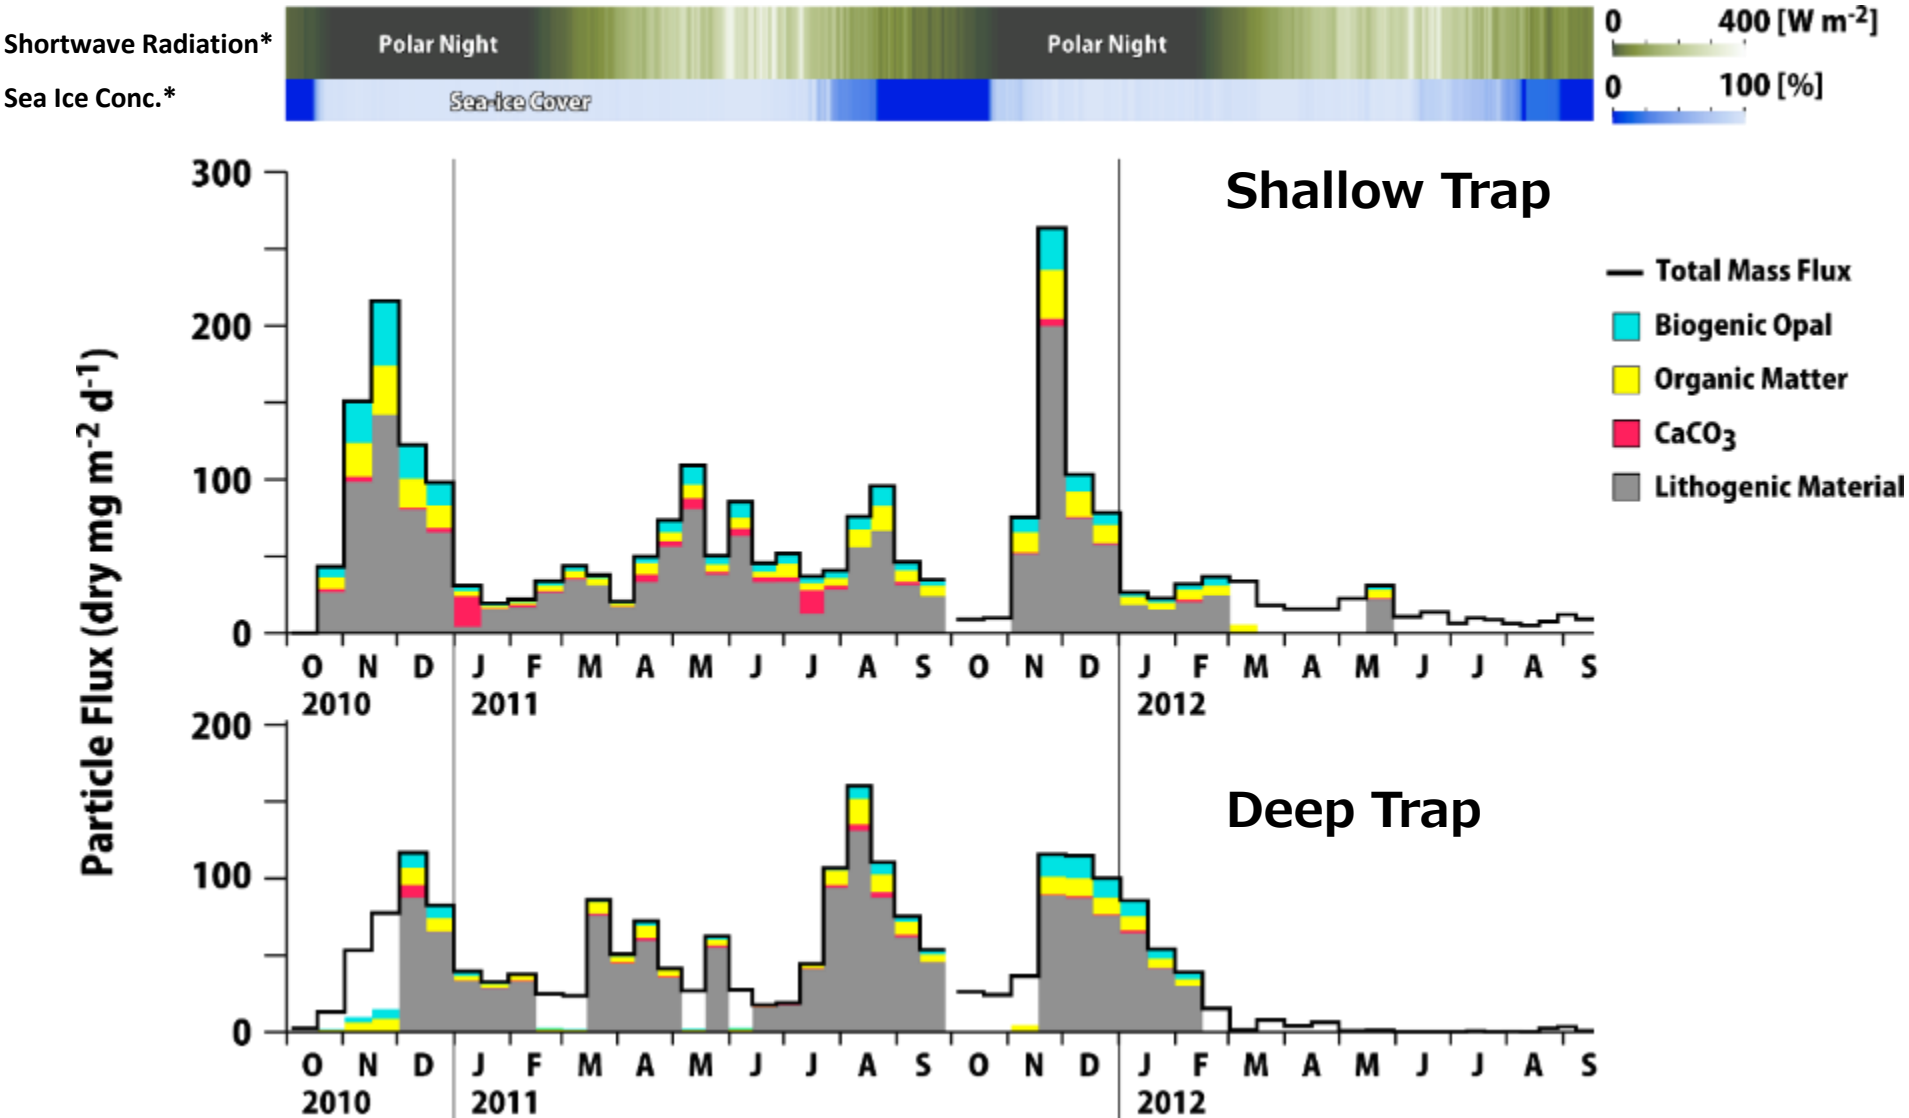 Shortwave Radiation*
Polar Night
Polar Night
0 400 [W m-2]
Sea Ice Conc.*
Sea-ice Cover
0 100 [%]
Particle Flux (dry mg m-2 d-1)
Shallow Trap
300
200
100
0
O N D J F M A M J J A S O N D J F M A M J J A S
2010 2011 2012
Total Mass Flux
Biogenic Opal
Organic Matter
CaCO3
Lithogenic Material
Deep Trap
200
100
0
O N D J F M A M J J A S O N D J F M A M J J A S
2010 2011 2012